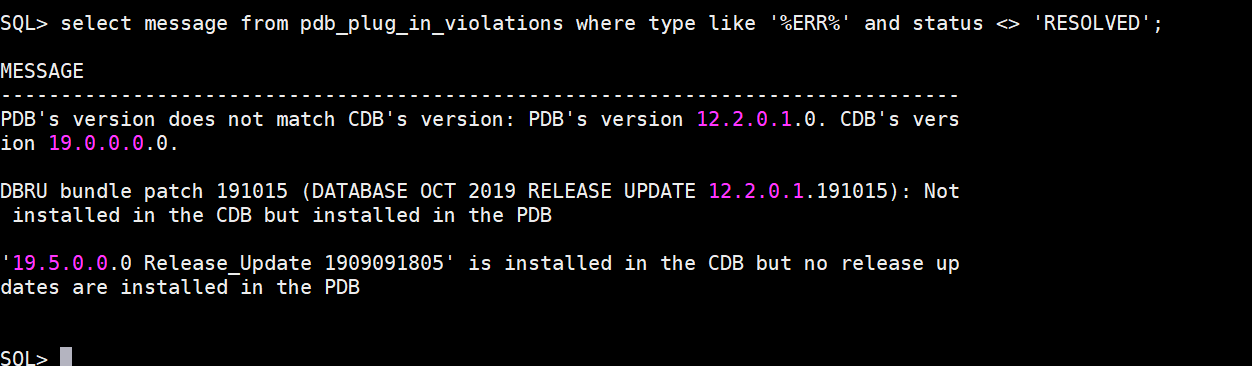 SQL> select message from pdb_plug_in_violations where type like '%ERR%' and status <> 'RESOLVED';
MESSAGE
--------------------------------------------------------------------------------
PDB's version does not match CDB's version: PDB's version 12.2.0.1.0. CDB's vers
ion 19.0.0.0.0.
DBRU bundle patch 191015 (DATABASE OCT 2019 RELEASE UPDATE 12.2.0.1.191015): Not
 installed in the CDB but installed in the PDB
'19.5.0.0.0 Release_Update 1909091805' is installed in the CDB but no release up
dates are installed in the PDB
SQL>